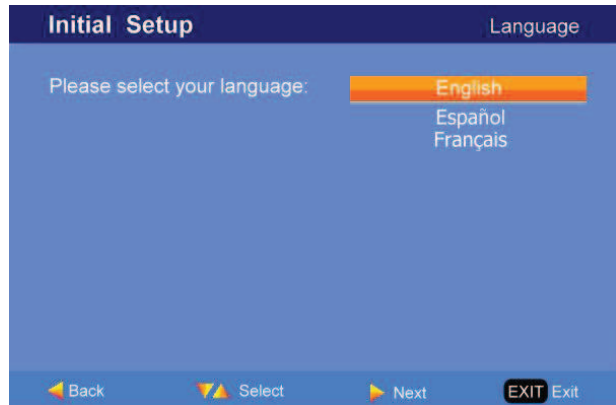 Initial Setup Language
Please select your language: English
Español
Français
Back Select Next EXIT Exit